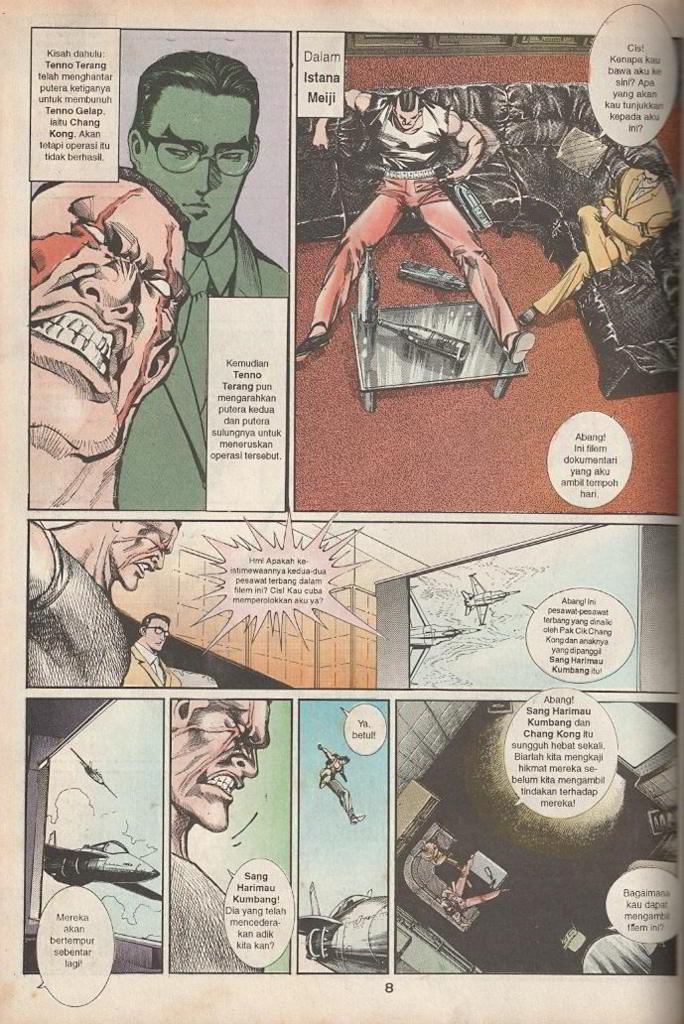 Kisah dahulu:
Tenno Terang
telah menghantar
putera ketiganya
untuk membunuh
Tenno Gelap,
iaitu Chang
Kong. Akan
tetapi operasi itu
tidak berhasil.
Kemudian
Tenno
Terang pun
mengarahkan
putera kedua
dan putera
sulungnya untuk
meneruskan
operasi tersebut.
Dalam
Istana
Meiji
Cis!
Kenapa kau
bawa aku ke
sini? Apa
yang akan
kau tunjukkan
kepada aku
ini?
Abang!
Ini filem
dokumentari
yang aku
ambil tempoh
hari.
Hm! Apakah ke-
istimewaannya kedua-dua
pesawat terbang dalam
filem ini? Cis! Kau cuba
memperolokkan aku ya?
Abang! Ini
pesawat-pesawat
terbang yang dinaiki
oleh Pak Cik Chang
Kong dan anaknya
yang dipanggil
Sang Harimau
Kumbang itu!
Mereka
akan
bertempur
sebentar
lagi!
Sang
Harimau
Kumbang!
Dia yang telah
mencedera-
kan adik
kita kan?
Ya,
betul!
Abang!
Sang Harimau
Kumbang dan
Chang Kong itu
sungguh hebat sekali.
Biarlah kita mengkaji
hikmat mereka se-
belum kita mengambil
tindakan terhadap
mereka!
Bagaimana
kau dapat
mengambil
filem ini?
8